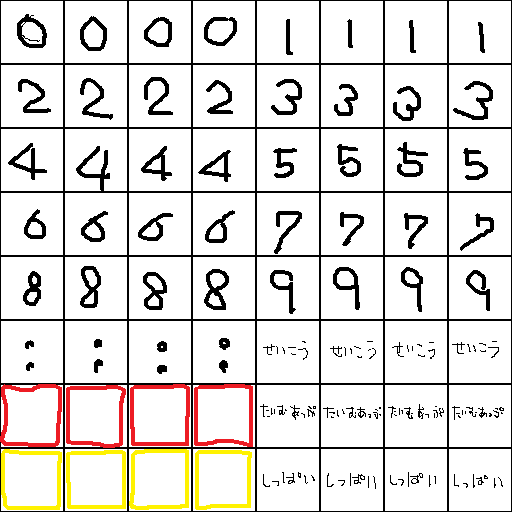 0 0 0 0 1 1 1 1
2 2 2 2 3 3 3 3
4 4 4 4 5 5 5 5
6 6 6 6 7 7 7 7
8 8 8 8 9 9 9 9
: : : : せいこう せいこう せいこう せいこう
たいむあっぷ たいむあっぷ たいむあっぷ たいむあっぷ
しっぱい しっぱい しっぱい しっぱい